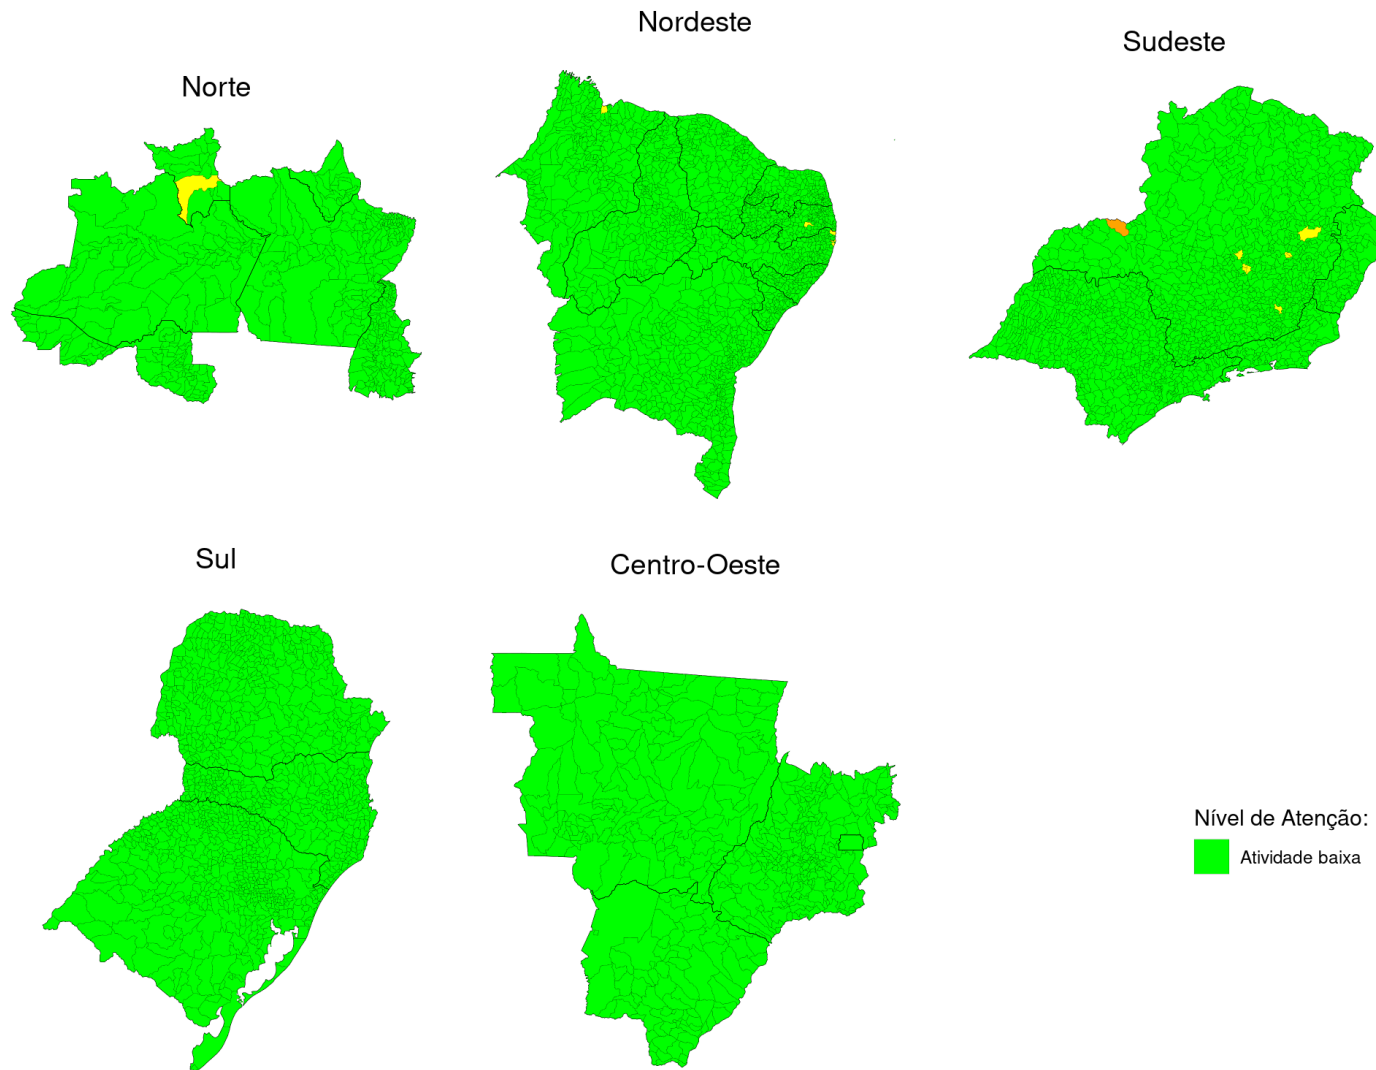 Norte
Nordeste
Sudeste
Sul
Centro-Oeste
Nível de Atenção:
Atividade baixa